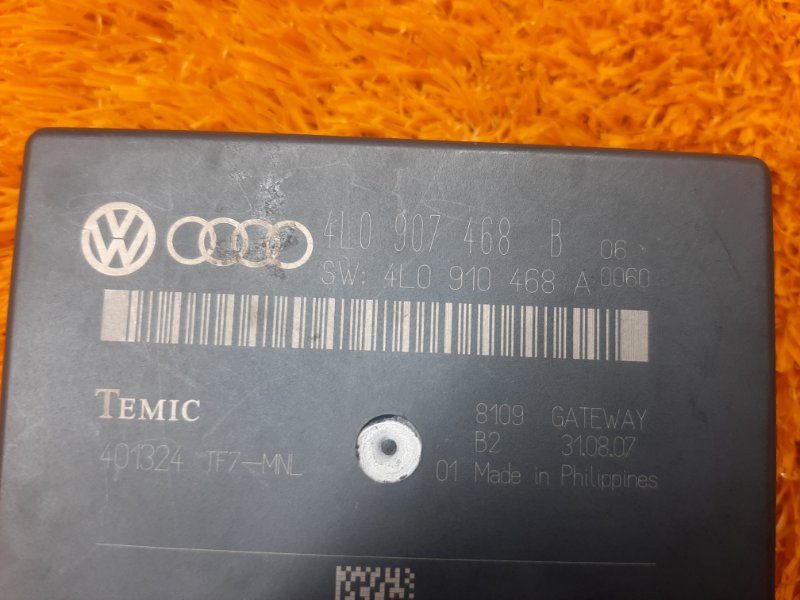 4L0 907 468 B 06
SW: 4L0 910 468 A 0060
TEMIC
8109 GATEWAY
B2 31.08.07
401324 JF7-MNL
01 Made in Philippines